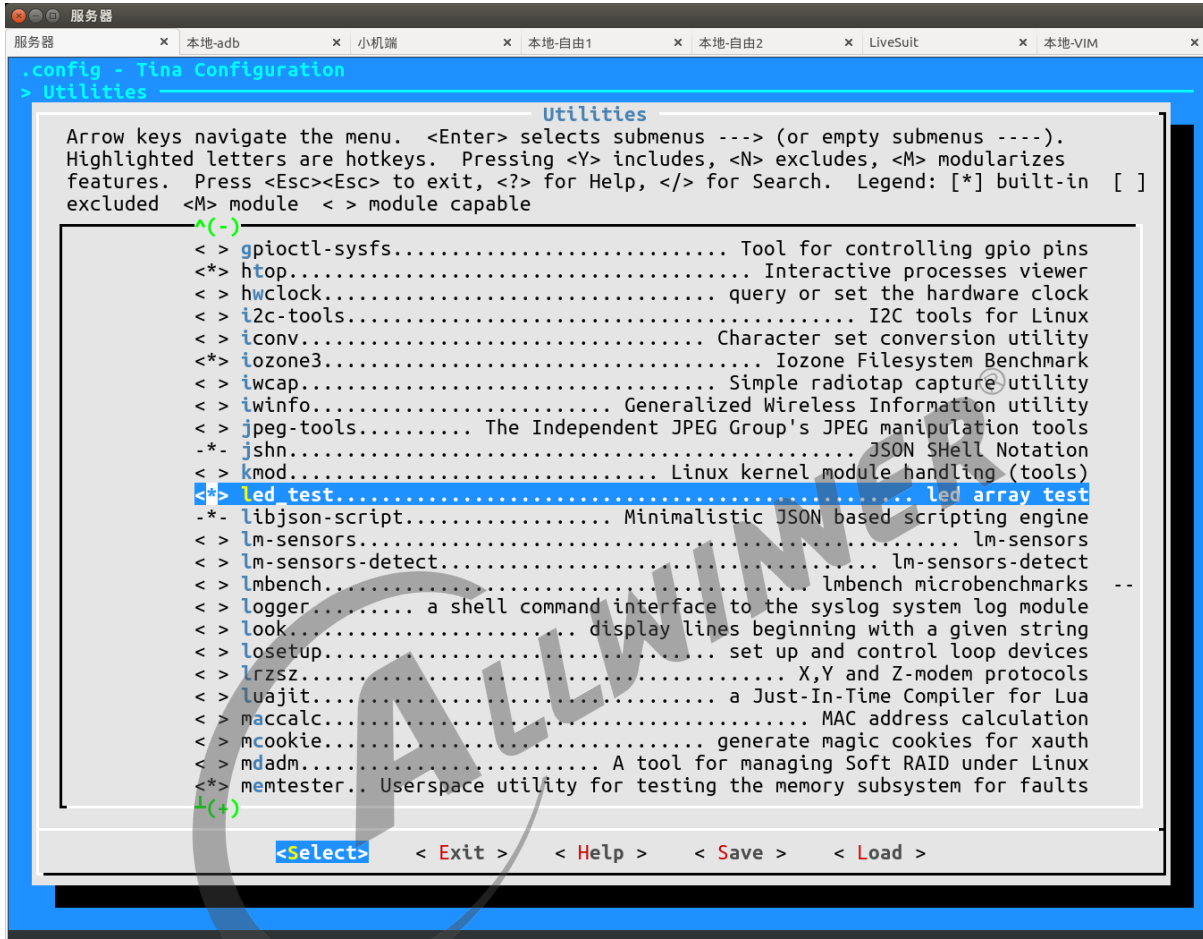 服务器
服务器 × 本地-adb × 小机端 × 本地-自由1 × 本地-自由2 × LiveSuit × 本地-VIM ×
.config - Tina Configuration
> Utilities
Utilities
Arrow keys navigate the menu.  <Enter> selects submenus ---> (or empty submenus ----).
Highlighted letters are hotkeys.  Pressing <Y> includes, <N> excludes, <M> modularizes
features.  Press <Esc><Esc> to exit, <?> for Help, </> for Search.  Legend: [*] built-in  [ ]
excluded  <M> module  < > module capable
^(-)
< > gpioctl-sysfs............................. Tool for controlling gpio pins
<*> htop........................................ Interactive processes viewer
< > hwclock.................................. query or set the hardware clock
< > i2c-tools............................................ I2C tools for Linux
< > iconv................................... Character set conversion utility
<*> iozone3...................................... Iozone Filesystem Benchmark
< > iwcap.................................... Simple radiotap capture utility
< > iwinfo.......................... Generalized Wireless Information utility
< > jpeg-tools.......... The Independent JPEG Group's JPEG manipulation tools
-*- jshn................................................. JSON SHell Notation
< > kmod................................ Linux kernel module handling (tools)
<*> led_test.................................................. led array test
-*- libjson-script.................. Minimalistic JSON based scripting engine
< > lm-sensors.................................................... lm-sensors
< > lm-sensors-detect...................................... lm-sensors-detect
< > lmbench.......................................... lmbench microbenchmarks  --
< > logger......... a shell command interface to the syslog system log module
< > look......................... display lines beginning with a given string
< > losetup.................................. set up and control loop devices
< > lrzsz.......................................... X,Y and Z-modem protocols
< > luajit................................... a Just-In-Time Compiler for Lua
< > maccalc.......................................... MAC address calculation
< > mcookie................................. generate magic cookies for xauth
< > mdadm........................... A tool for managing Soft RAID under Linux
<*> memtester.. Userspace utility for testing the memory subsystem for faults
┴(+)
<Select>    < Exit >    < Help >    < Save >    < Load >
ALLWINNER®